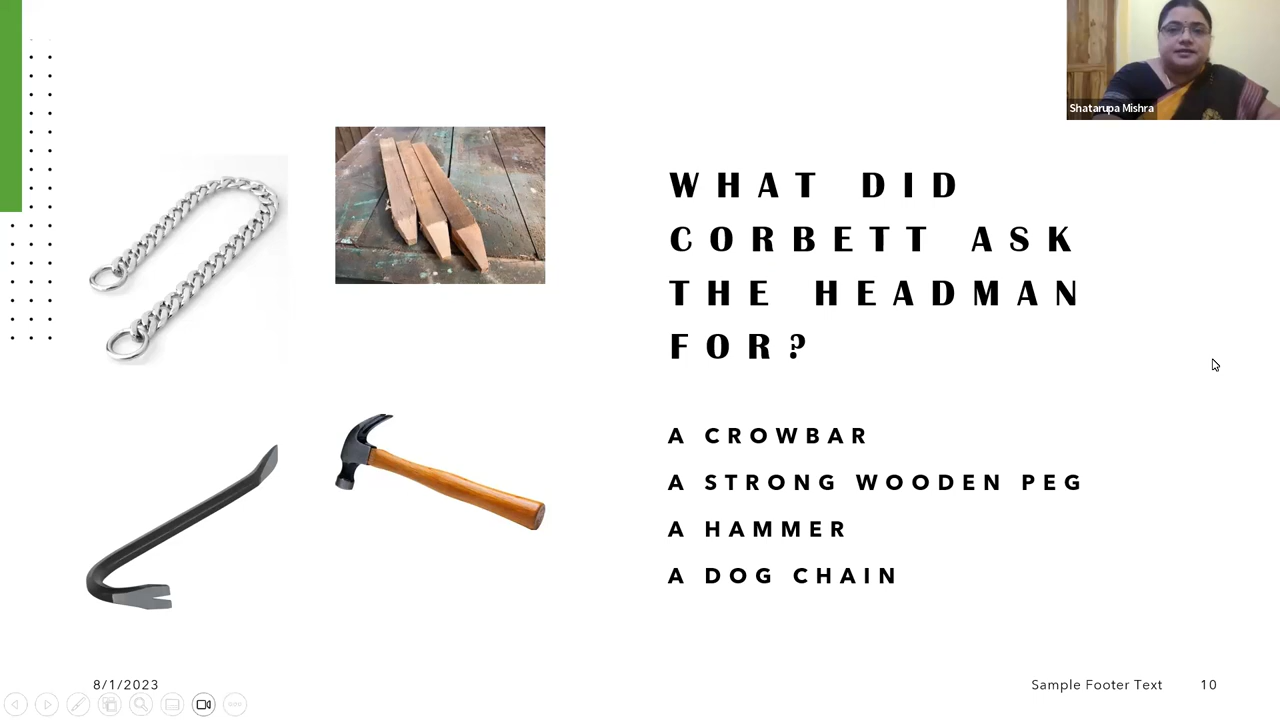 Shatarupa Mishra
WHAT DID
CORBETT ASK
THE HEADMAN
FOR?
A CROWBAR
A STRONG WOODEN PEG
A HAMMER
A DOG CHAIN
8/1/2023
Sample Footer Text
10